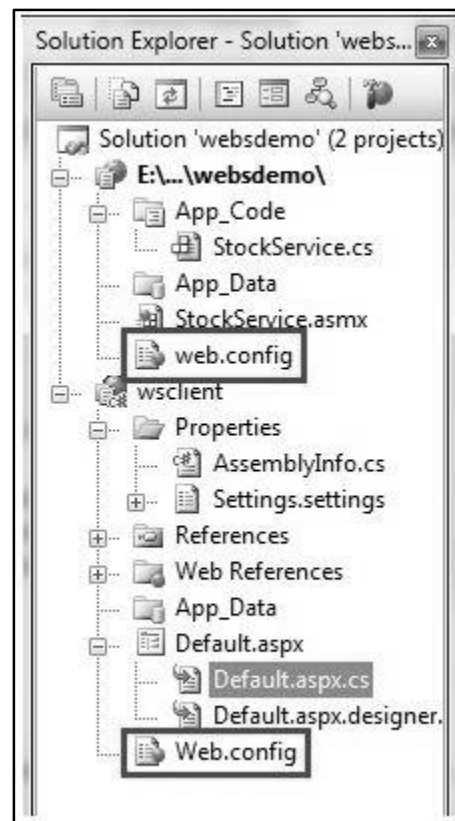 Solution Explorer - Solution 'webs...
Solution 'websdemo' (2 projects)
E:\...\websdemo\
App_Code
StockService.cs
App_Data
StockService.asmx
web.config
wsclient
Properties
AssemblyInfo.cs
Settings.settings
References
Web References
App_Data
Default.aspx
Default.aspx.cs
Default.aspx.designer.
Web.config